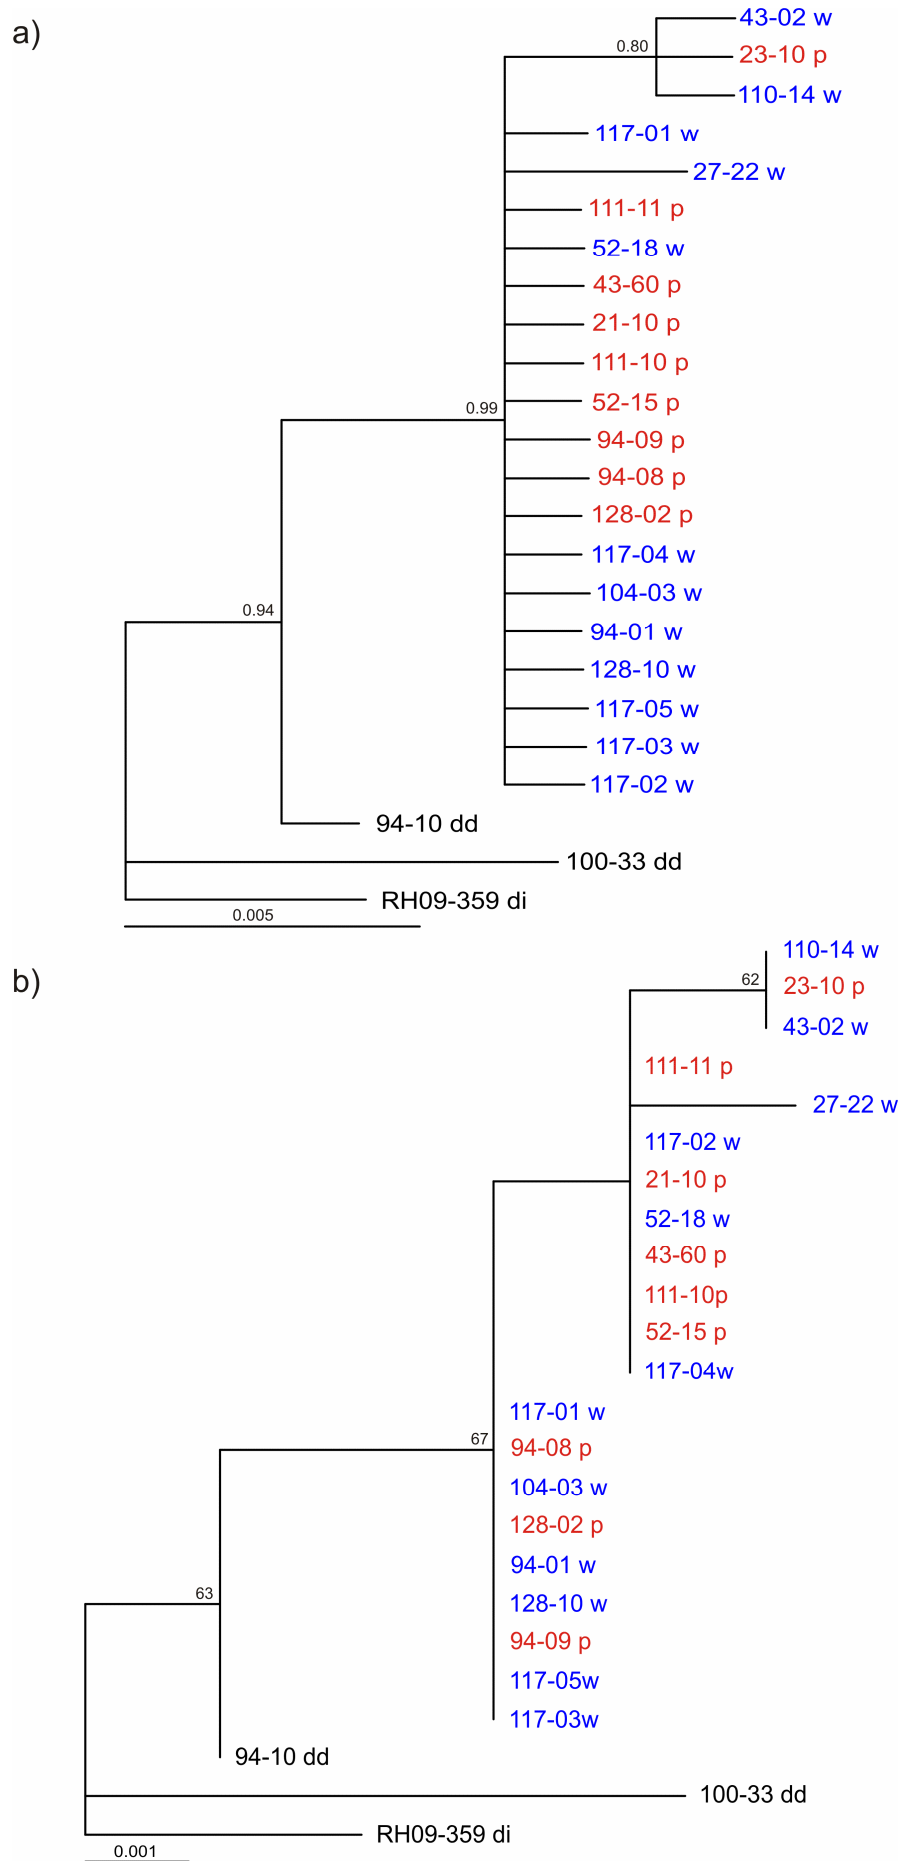 a)
43-02 w
0.80
23-10 p
110-14 w
117-01 w
27-22 w
111-11 p
52-18 w
43-60 p
21-10 p
111-10 p
52-15 p
0.99
94-09 p
94-08 p
128-02 p
117-04 w
104-03 w
0.94
94-01 w
128-10 w
117-05 w
117-03 w
117-02 w
94-10 dd
100-33 dd
RH09-359 di
0.005
b)
110-14 w
62
23-10 p
43-02 w
111-11 p
27-22 w
117-02 w
21-10 p
52-18 w
43-60 p
111-10p
52-15 p
117-04w
117-01 w
67
94-08 p
104-03 w
128-02 p
94-01 w
63
128-10 w
94-09 p
117-05w
117-03w
94-10 dd
100-33 dd
RH09-359 di
0.001